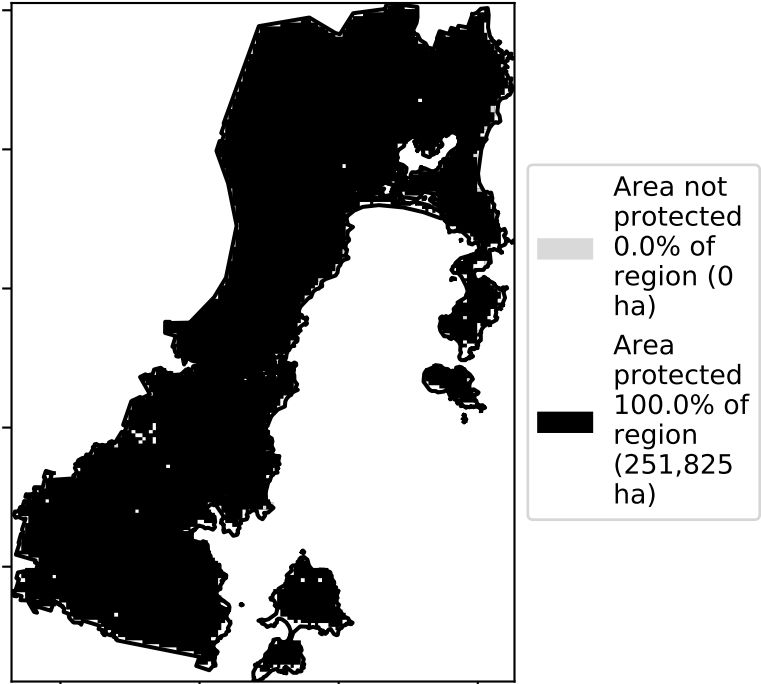 Area not
protected
0.0% of
region (0
ha)
Area
protected
100.0% of
region
(251,825
ha)